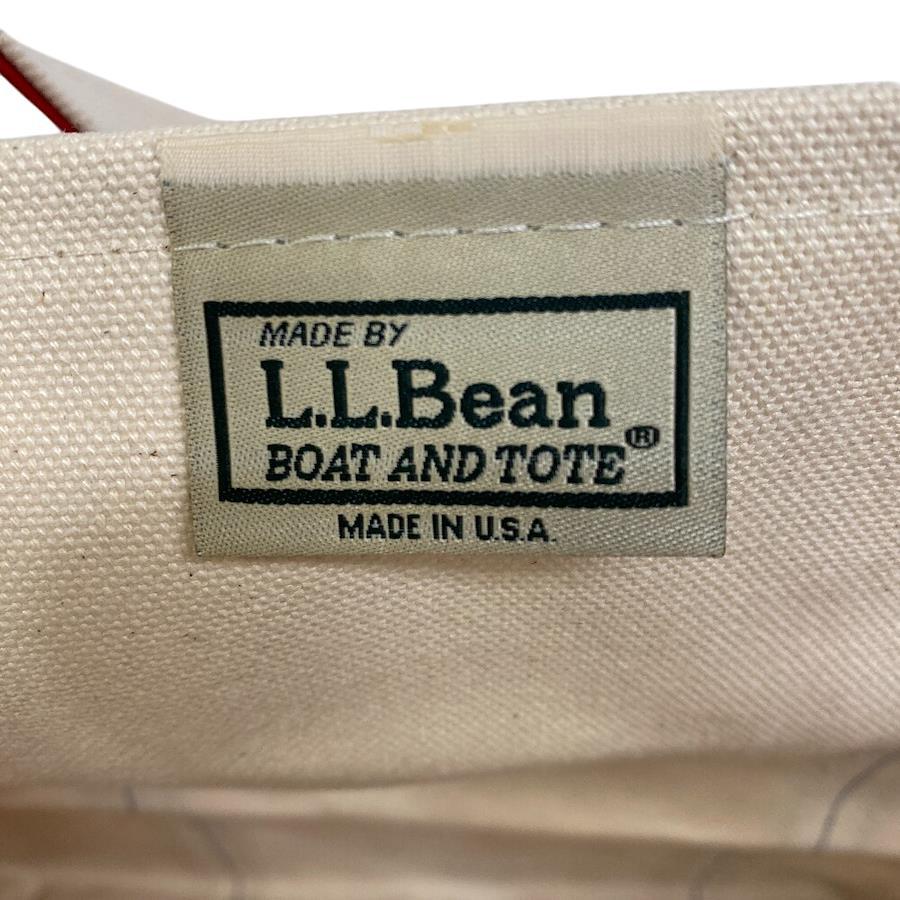 MADE BY
L.L.Bean
BOAT AND TOTE®
MADE IN U.S.A.